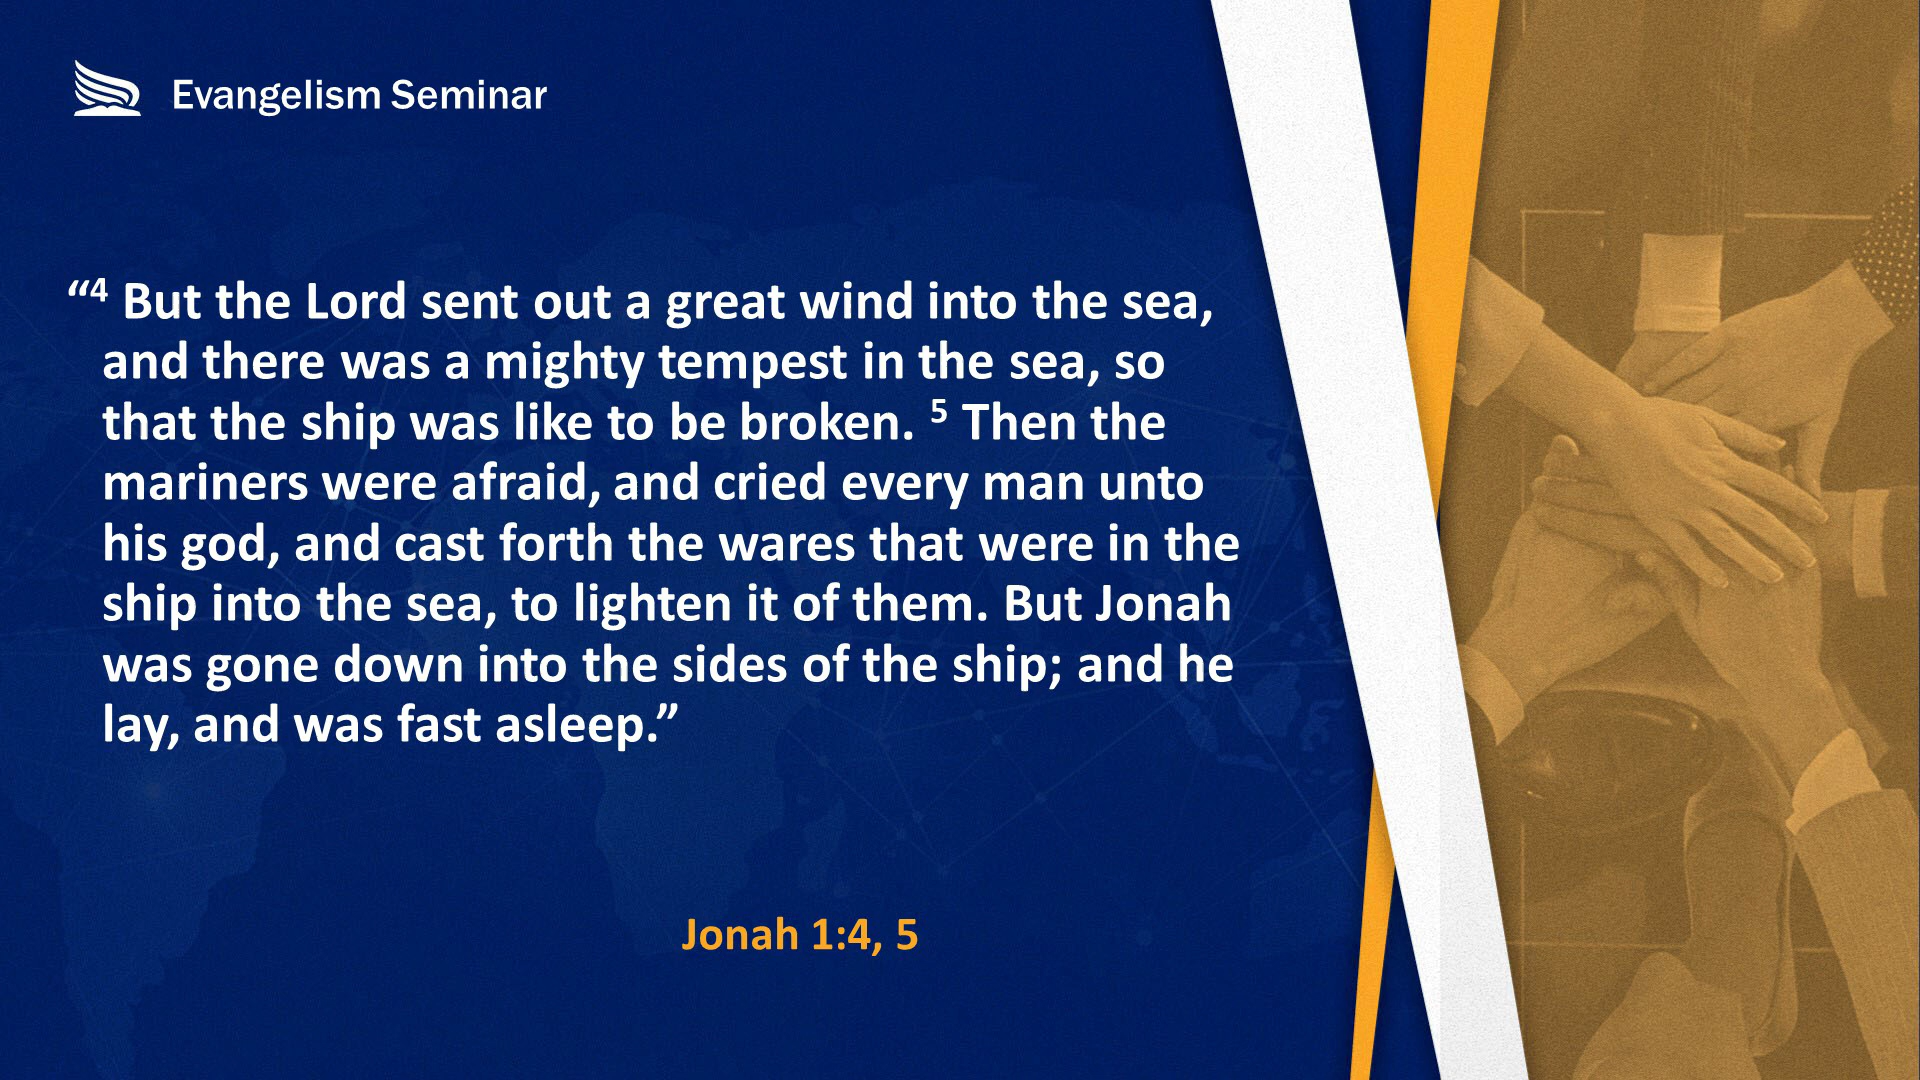 Evangelism Seminar
“4 But the Lord sent out a great wind into the sea,
and there was a mighty tempest in the sea, so
that the ship was like to be broken. 5 Then the
mariners were afraid, and cried every man unto
his god, and cast forth the wares that were in the
ship into the sea, to lighten it of them. But Jonah
was gone down into the sides of the ship; and he
lay, and was fast asleep.”
Jonah 1:4, 5